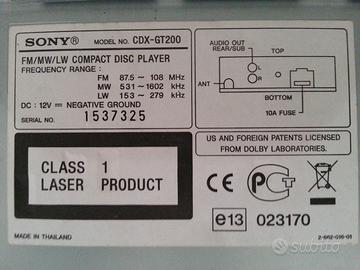 SONY® MODEL NO. CDX-GT200
FM/MW/LW COMPACT DISC PLAYER
FREQUENCY RANGE :
FM 87.5 ~ 108 MHz
MW 531 ~ 1602 kHz
LW 153 ~ 279 kHz
DC : 12V ⎓ NEGATIVE GROUND
SERIAL NO. 1537325
AUDIO OUT
REAR/SUB
TOP
L
R
ANT
BOTTOM
10A FUSE
US AND FOREIGN PATENTS LICENSED
FROM DOLBY LABORATORIES.
CLASS 1
LASER PRODUCT
CE
e13 023170
MADE IN THAILAND
subito